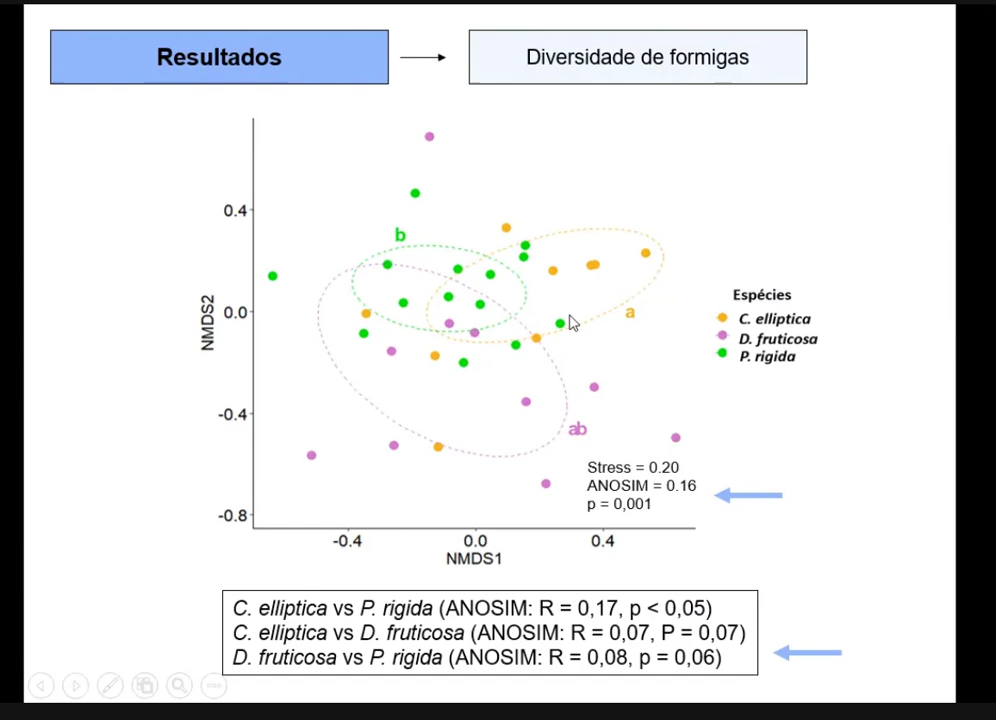 Resultados
Diversidade de formigas
NMDS2
0.4
0.0
-0.4
-0.8
b
a
ab
Espécies
C. elliptica
D. fruticosa
P. rigida
Stress = 0.20
ANOSIM = 0.16
p = 0,001
-0.4
0.0
0.4
NMDS1
C. elliptica vs P. rigida (ANOSIM: R = 0,17, p < 0,05)
C. elliptica vs D. fruticosa (ANOSIM: R = 0,07, P = 0,07)
D. fruticosa vs P. rigida (ANOSIM: R = 0,08, p = 0,06)